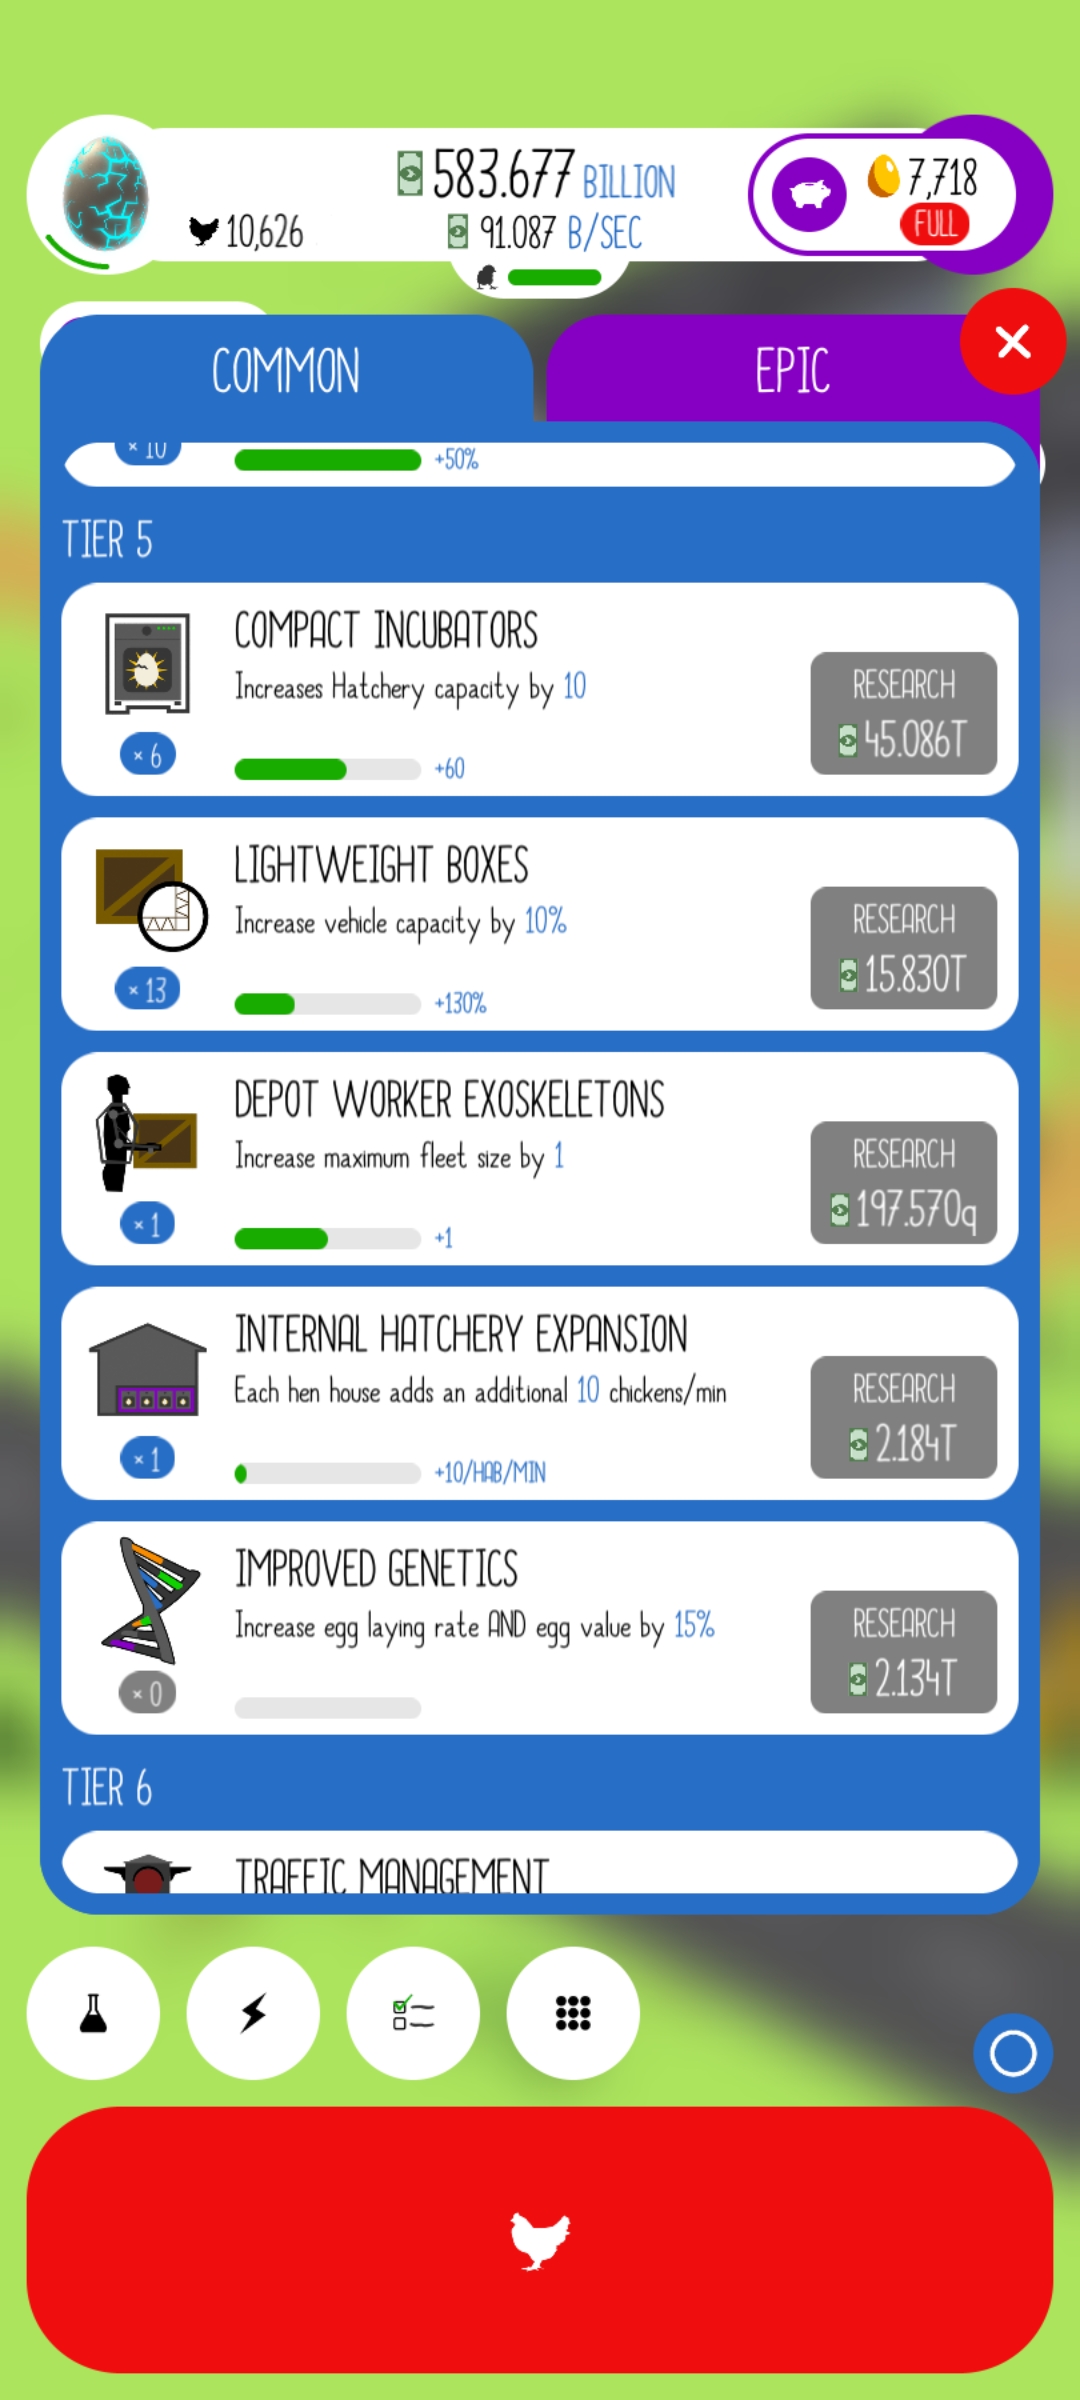 583.677 BILLION
7,718
10,626
91.087 B/SEC
FULL
COMMON
EPIC
× 10
+50%
TIER 5
COMPACT INCUBATORS
Increases Hatchery capacity by 10
RESEARCH
45.086T
× 6
+60
LIGHTWEIGHT BOXES
Increase vehicle capacity by 10%
RESEARCH
15.830T
× 13
+130%
DEPOT WORKER EXOSKELETONS
Increase maximum fleet size by 1
RESEARCH
197.570q
× 1
+1
INTERNAL HATCHERY EXPANSION
Each hen house adds an additional 10 chickens/min
RESEARCH
2.184T
× 1
+10/HAB/MIN
IMPROVED GENETICS
Increase egg laying rate AND egg value by 15%
RESEARCH
2.134T
× 0
TIER 6
TRAFFIC MANAGEMENT